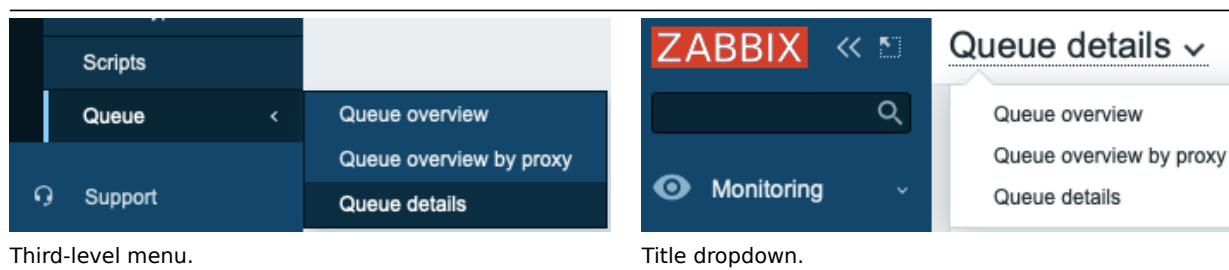 Scripts
Queue
Support
Queue overview
Queue overview by proxy
Queue details
Third-level menu.
ZABBIX
Queue details
Monitoring
Queue overview
Queue overview by proxy
Queue details
Title dropdown.